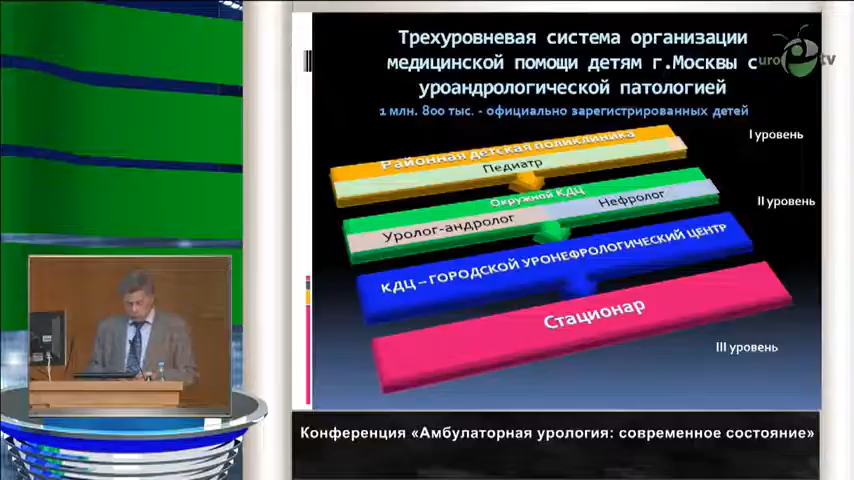 Трехуровневая система организации
медицинской помощи детям г.Москвы с
уроандрологической патологией
1 млн. 800 тыс. - официально зарегистрированных детей
uro tv
I уровень
Районная детская поликлиника
Педиатр
II уровень
Окружной КДЦ
Уролог-андролог Нефролог
КДЦ – ГОРОДСКОЙ УРОНЕФРОЛОГИЧЕСКИЙ ЦЕНТР
Стационар
III уровень
Конференция «Амбулаторная урология: современное состояние»